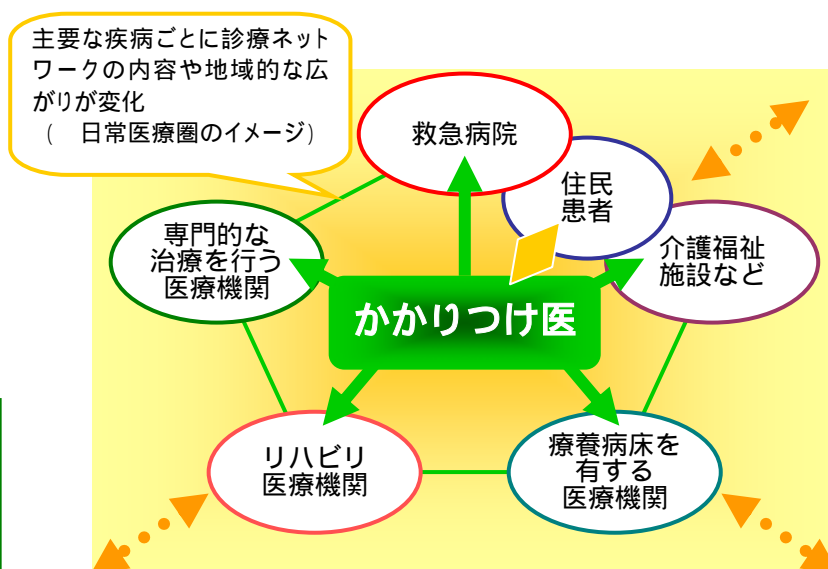 主要な疾病ごとに診療ネット
ワークの内容や地域的な広
がりが変化
( 日常医療圏のイメージ)
救急病院
住民
患者
専門的な
治療を行う
医療機関
介護福祉
施設など
かかりつけ医
リハビリ
医療機関
療養病床を
有する
医療機関